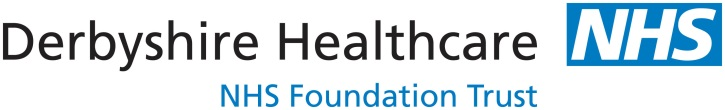 Derbyshire Healthcare NHS
NHS Foundation Trust